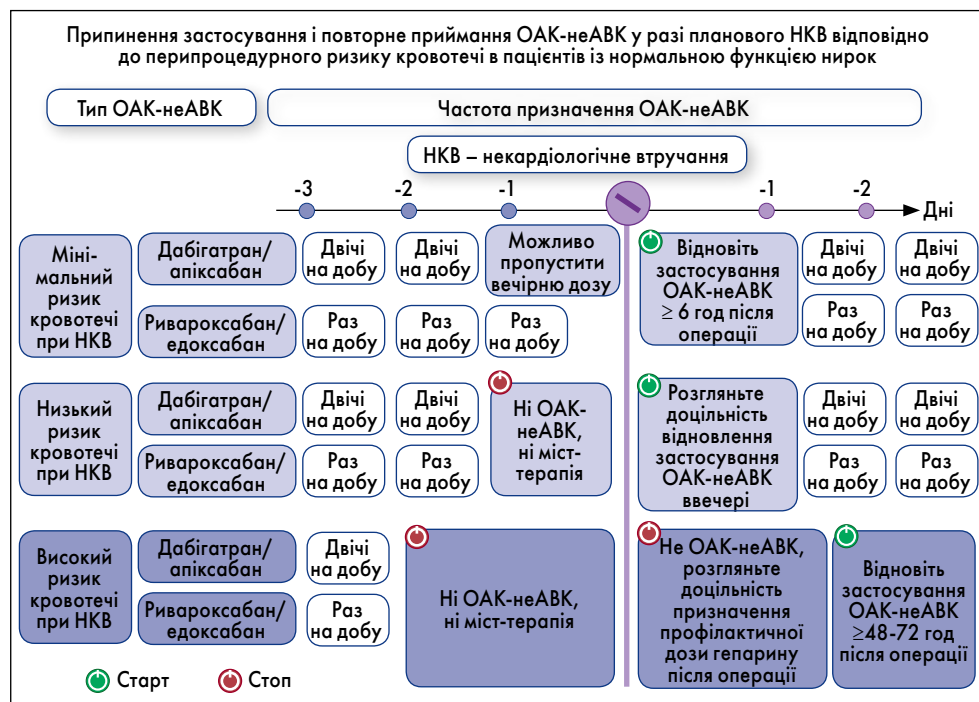 Припинення застосування і повторне приймання ОАК-неАВК у разі планового НКВ відповідно
до перипроцедурного ризику кровотечі в пацієнтів із нормальною функцією нирок
Тип ОАК-неАВК
Частота призначення ОАК-неАВК
НКВ – некардіологічне втручання
-3
-2
-1
-1
-2
Дні
Міні-
мальний
ризик
кровотечі
при НКВ
Дабігатран/
апіксабан
Двічі
на добу
Двічі
на добу
Можливо
пропустити
вечірню дозу
Відновіть
застосування
ОАК-неАВК
≥ 6 год після
операції
Двічі
на добу
Двічі
на добу
Ривароксабан/
едоксабан
Раз
на добу
Раз
на добу
Раз
на добу
Раз
на добу
Раз
на добу
Низький
ризик
кровотечі
при НКВ
Дабігатран/
апіксабан
Двічі
на добу
Двічі
на добу
Ні ОАК-
неАВК,
ні міст-
терапія
Розгляньте
доцільність
відновлення
застосування
ОАК-неАВК
ввечері
Двічі
на добу
Двічі
на добу
Ривароксабан/
едоксабан
Раз
на добу
Раз
на добу
Раз
на добу
Раз
на добу
Високий
ризик
кровотечі
при НКВ
Дабігатран/
апіксабан
Двічі
на добу
Ні ОАК-неАВК,
ні міст-терапія
Не ОАК-неАВК,
розгляньте
доцільність
призначення
профілактичної
дози гепарину
після операції
Відновіть
застосування
ОАК-неАВК
≥48-72 год
після операції
Ривароксабан/
едоксабан
Раз
на добу
Старт
Стоп